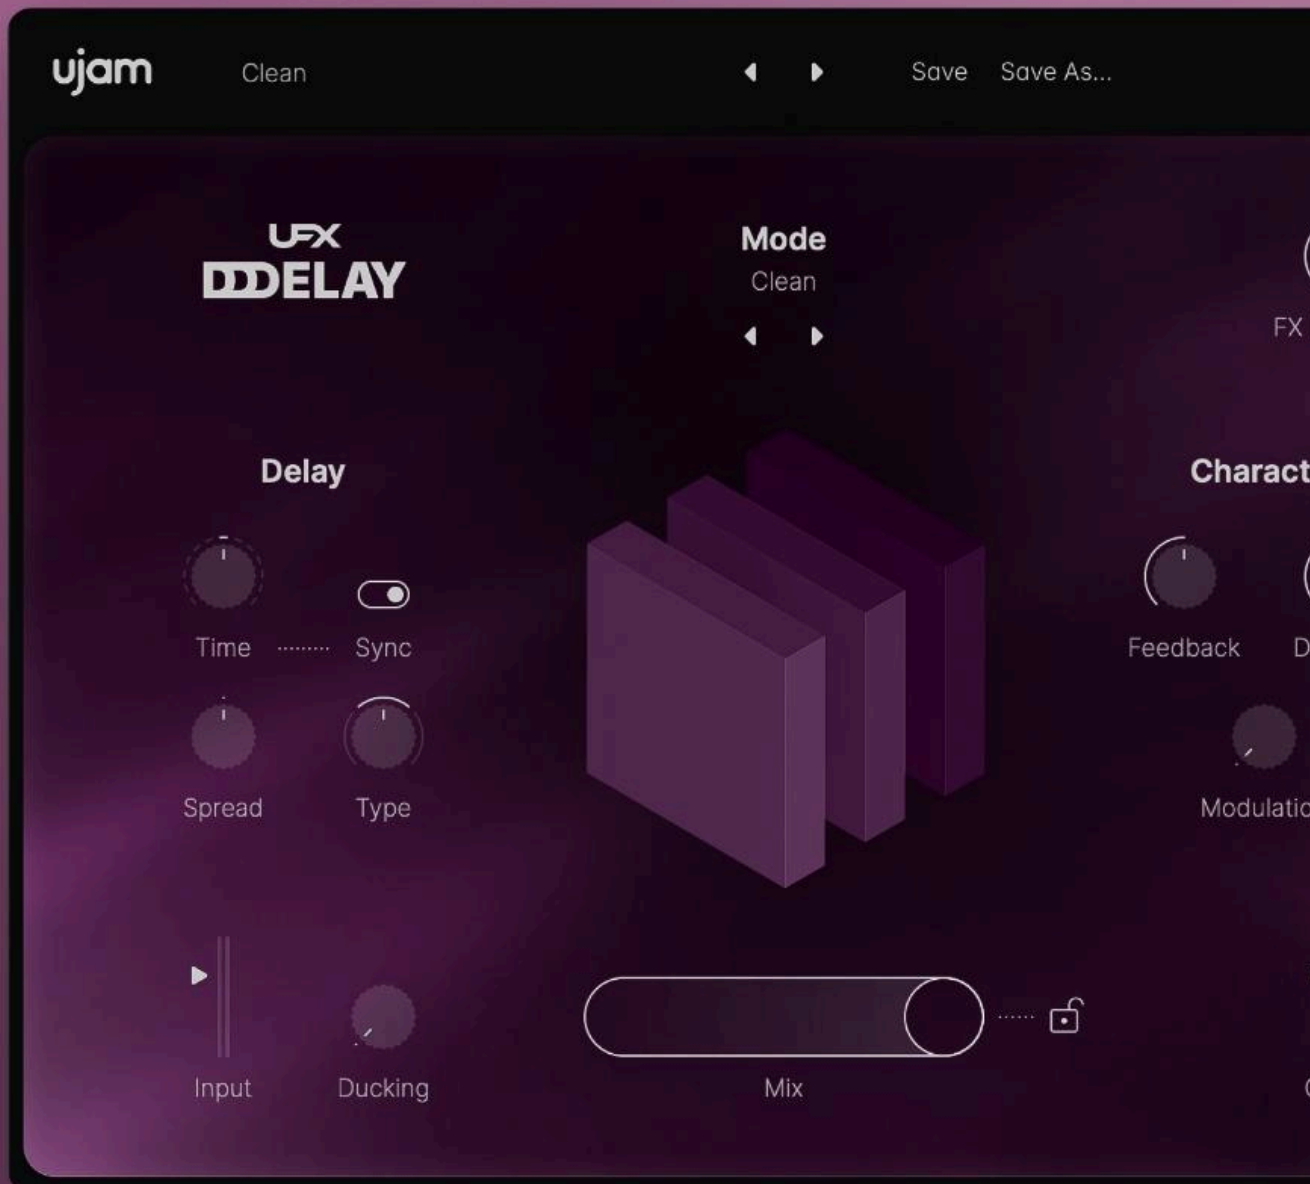 ujam
Clean
Save
Save As...
UFX
DDDELAY
Mode
Clean
FX
Delay
Charact
Time
Sync
Feedback
D
Spread
Type
Modulatio
Input
Ducking
Mix